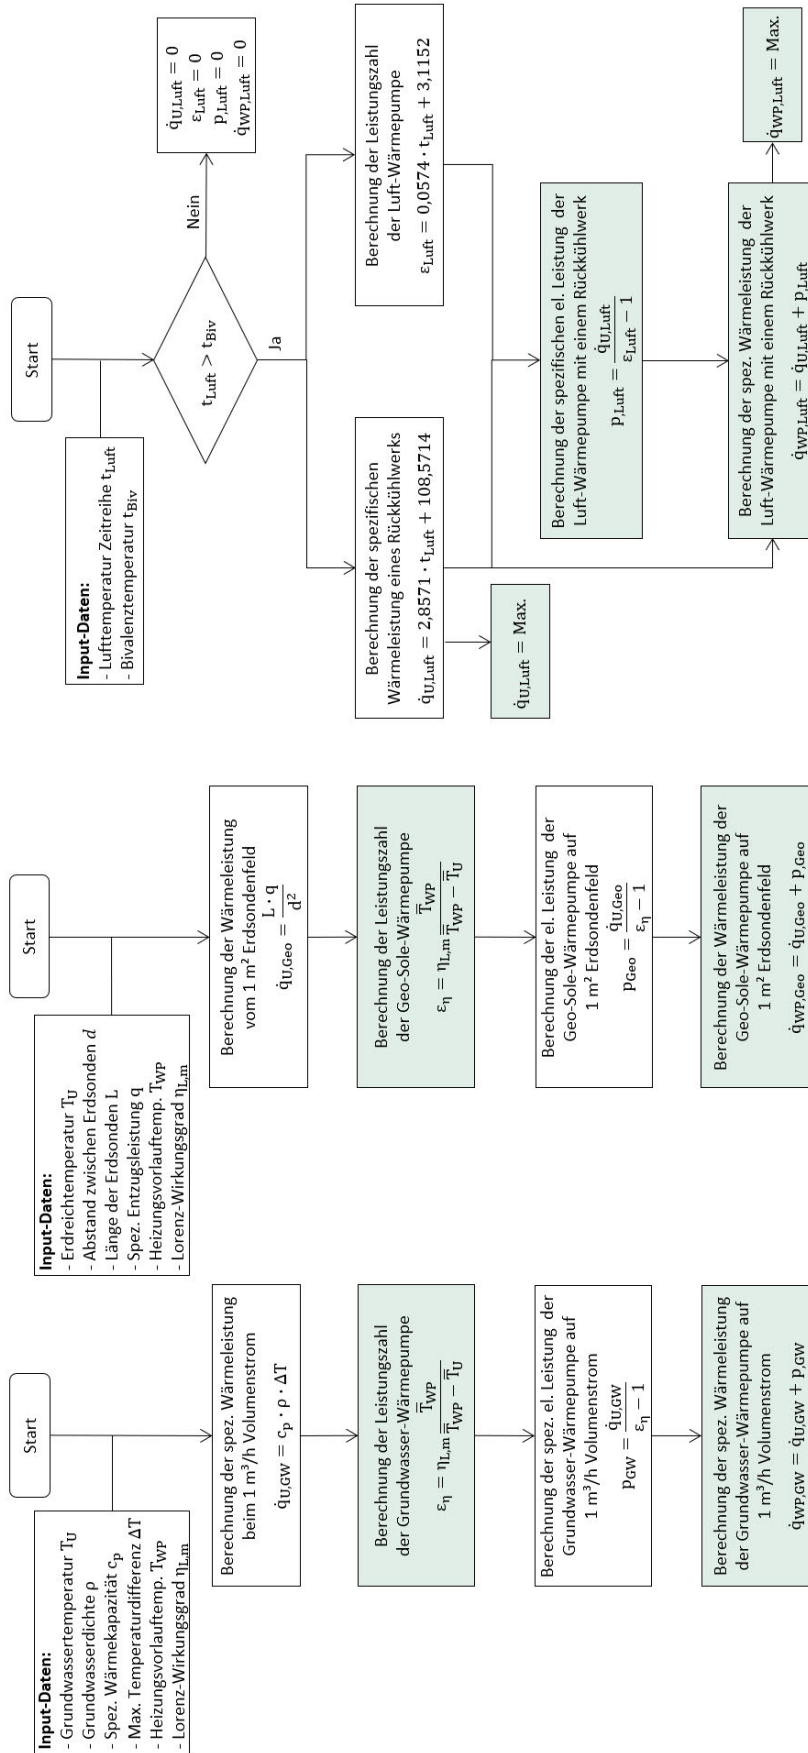 Start
Input-Daten:
- Grundwassertemperatur T_U
- Grundwasserdichte ρ
- Spez. Wärmekapazität c_p
- Max. Temperaturdifferenz ΔT
- Heizungsvorlauftemp. T_WP
- Lorenz-Wirkungsgrad η_L,m
Berechnung der spez. Wärmeleistung
beim 1 m³/h Volumenstrom
q̇_U,GW = c_p · ρ · ΔT
Berechnung der Leistungszahl
der Grundwasser-Wärmepumpe
ε_η = η_L,m T̅_WP / (T̅_WP − T̅_U)
Berechnung der spez. el. Leistung der
Grundwasser-Wärmepumpe auf
1 m³/h Volumenstrom
p_GW = q̇_U,GW / (ε_η − 1)
Berechnung der spez. Wärmeleistung
der Grundwasser-Wärmepumpe auf
1 m³/h Volumenstrom
q̇_WP,GW = q̇_U,GW + p_,GW
Start
Input-Daten:
- Erdreichtemperatur T_U
- Abstand zwischen Erdsonden d
- Länge der Erdsonden L
- Spez. Entzugsleistung q
- Heizungsvorlauftemp. T_WP
- Lorenz-Wirkungsgrad η_L,m
Berechnung der Wärmeleistung
vom 1 m² Erdsondenfeld
q̇_U,Geo = L · q / d²
Berechnung der Leistungszahl
der Geo-Sole-Wärmepumpe
ε_η = η_L,m T̅_WP / (T̅_WP − T̅_U)
Berechnung der el. Leistung der
Geo-Sole-Wärmepumpe auf
1 m² Erdsondenfeld
p_Geo = q̇_U,Geo / (ε_η − 1)
Berechnung der Wärmeleistung der
Geo-Sole-Wärmepumpe auf
1 m² Erdsondenfeld
q̇_WP,Geo = q̇_U,Geo + p_,Geo
Start
Input-Daten:
- Lufttemperatur Zeitreihe t_Luft
- Bivalenztemperatur t_Biv
t_Luft > t_Biv
Nein
q̇_U,Luft = 0
ε_Luft = 0
p_,Luft = 0
q̇_WP,Luft = 0
Ja
Berechnung der spezifischen
Wärmeleistung eines Rückkühlwerks
q̇_U,Luft = 2,8571 · t_Luft + 108,5714
Berechnung der Leistungszahl
der Luft-Wärmepumpe
ε_Luft = 0,0574 · t_Luft + 3,1152
q̇_U,Luft = Max.
Berechnung der spezifischen el. Leistung der
Luft-Wärmepumpe mit einem Rückkühlwerk
p_,Luft = q̇_U,Luft / (ε_Luft − 1)
Berechnung der spez. Wärmeleistung der
Luft-Wärmepumpe mit einem Rückkühlwerk
q̇_WP,Luft = q̇_U,Luft + p_,Luft
q̇_WP,Luft = Max.